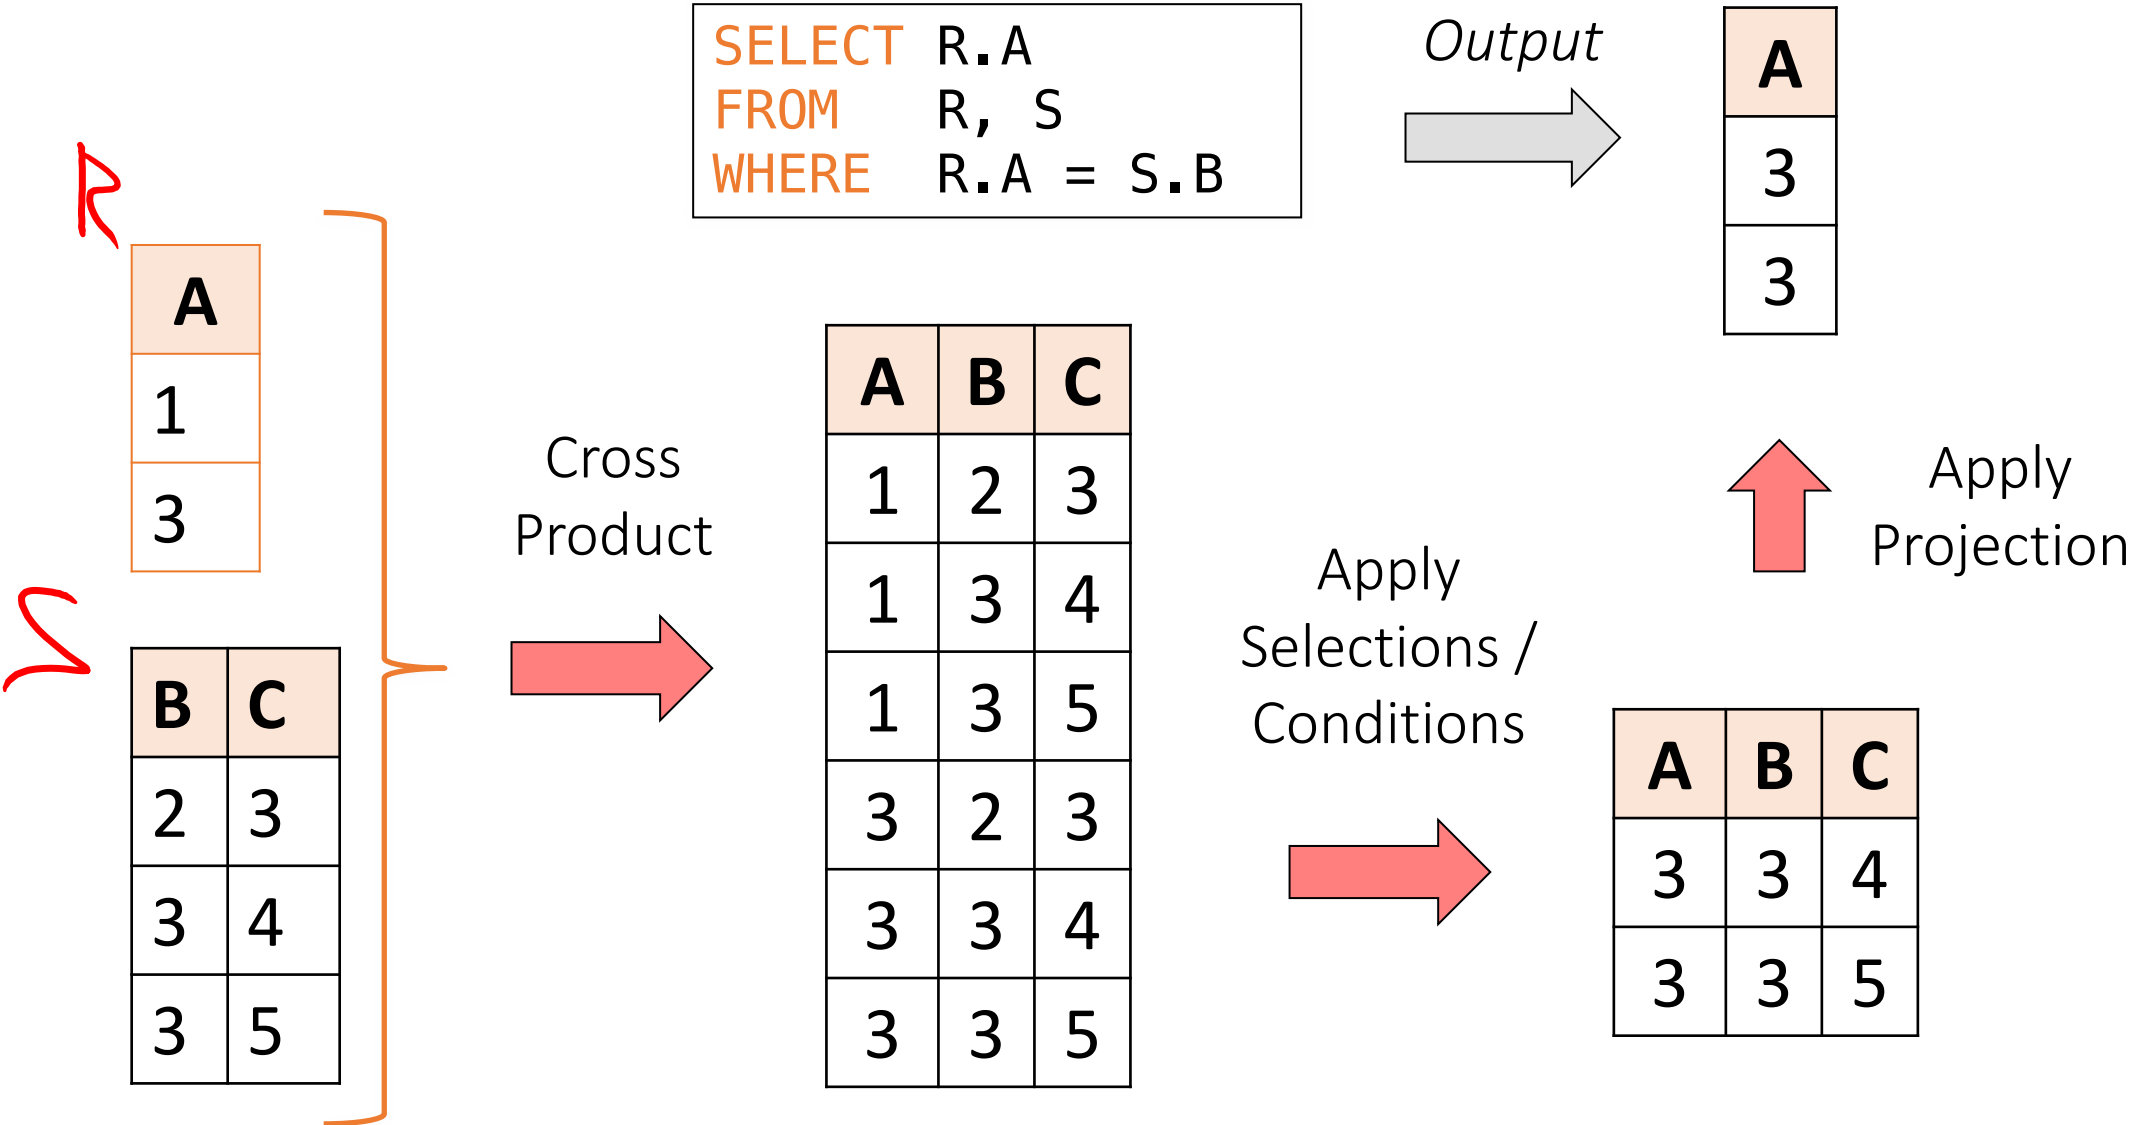 SELECT R.A
FROM R, S
WHERE R.A = S.B
Output
A
3
3
R
A
1
3
S
B C
2 3
3 4
3 5
Cross
Product
A B C
1 2 3
1 3 4
1 3 5
3 2 3
3 3 4
3 3 5
Apply
Selections /
Conditions
A B C
3 3 4
3 3 5
Apply
Projection